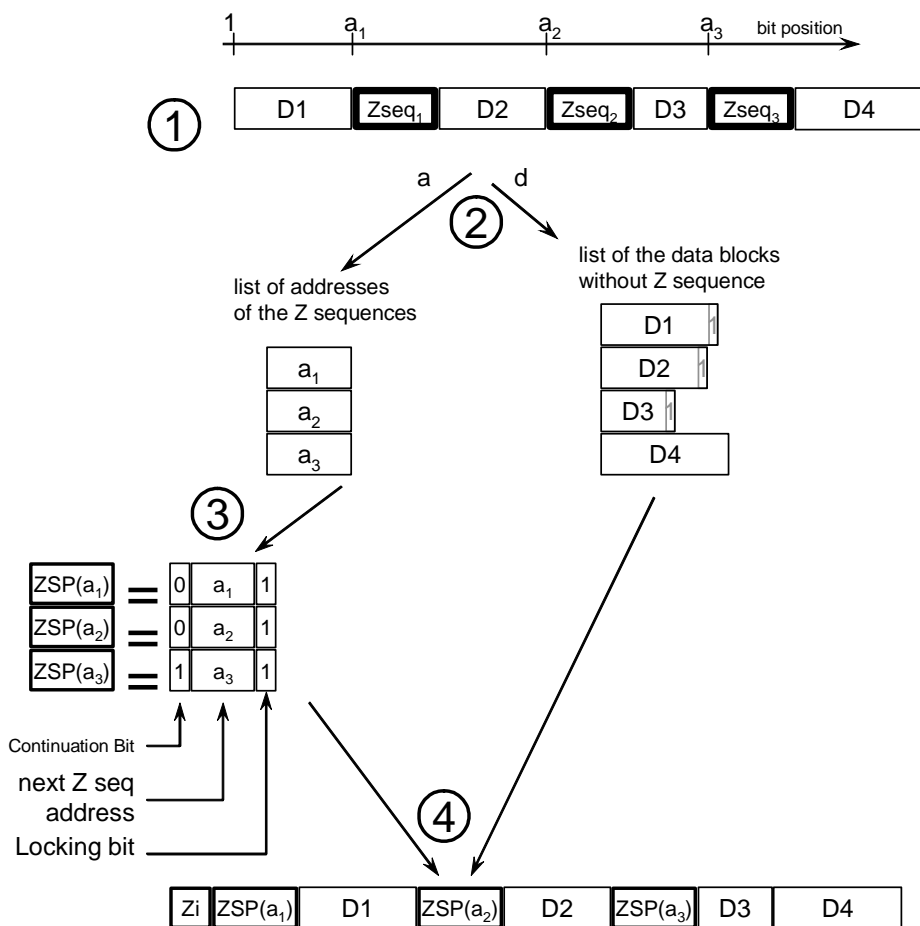 1 a₁ a₂ a₃ bit position
D1 Zseq₁ D2 Zseq₂ D3 Zseq₃ D4
1
a d
2
list of addresses
of the Z sequences
list of the data blocks
without Z sequence
D1 1
D2 1
D3 1
D4
a₁
a₂
a₃
3
ZSP(a₁) = 0 a₁ 1
ZSP(a₂) = 0 a₂ 1
ZSP(a₃) = 1 a₃ 1
Continuation Bit
next Z seq
address
Locking bit
4
Zi ZSP(a₁) D1 ZSP(a₂) D2 ZSP(a₃) D3 D4